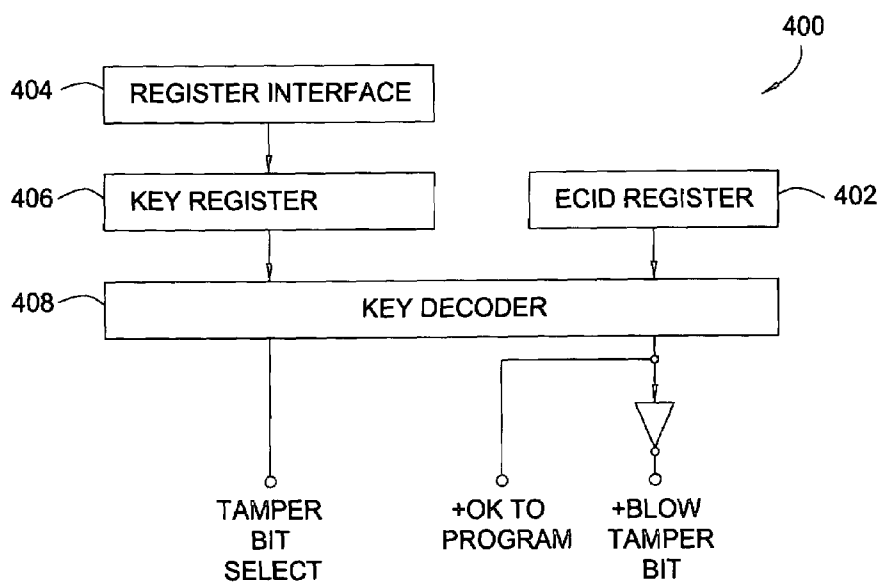 400
404
REGISTER INTERFACE
406
KEY REGISTER
ECID REGISTER
402
408
KEY DECODER
TAMPER
BIT
SELECT
+OK TO
PROGRAM
+BLOW
TAMPER
BIT